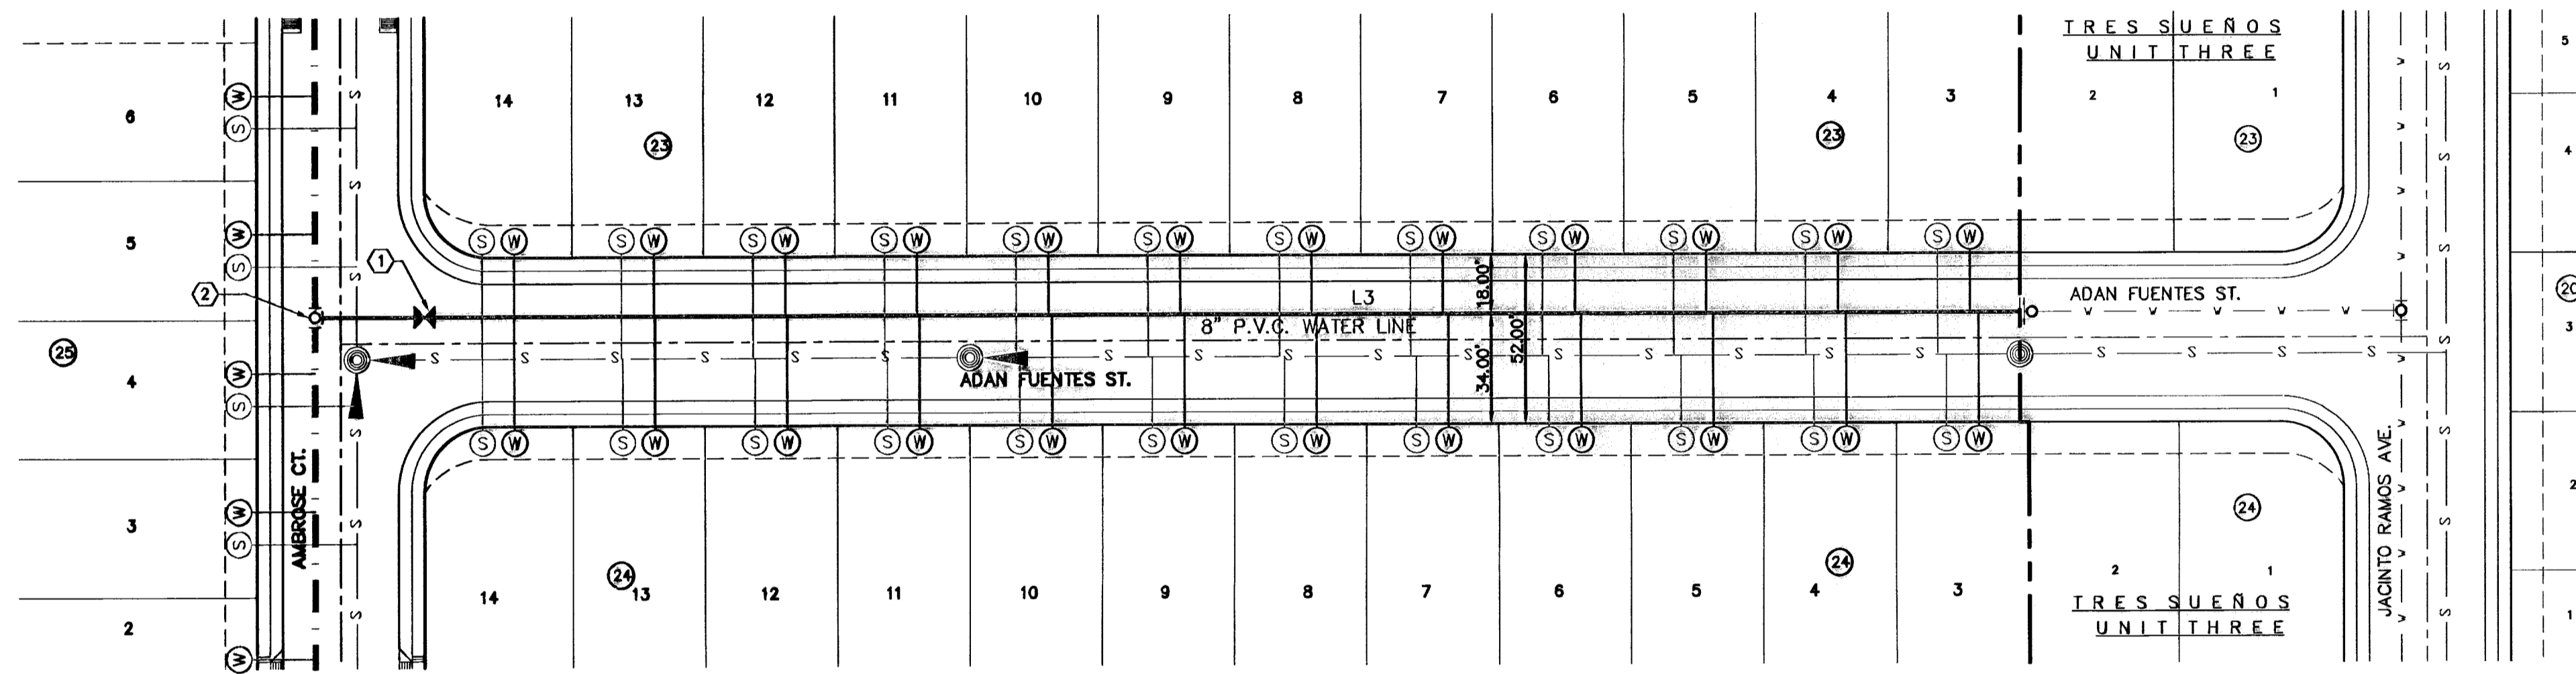 TRES SUEÑOS
UNIT THREE
5
6
W
S
14
13
12
11
10
9
8
7
6
5
4
3
2
1
23
23
23
4
5
W
S
1
2
S W S W S W S W S W S W S W S W S W S W S W S W
18.00'
L3
8" P.V.C. WATER LINE
ADAN FUENTES ST.
20
3
25
4
W
S
S S S S S S S S S S S S S S S S S
34.00'
52.00'
ADAN FUENTES ST.
AMBROSE CT.
JACINTO RAMOS AVE.
S W S W S W S W S W S W S W S W S W S W S W S W
3
W
S
2
24
24
24
14
13
12
11
10
9
8
7
6
5
4
3
2
1
TRES SUEÑOS
UNIT THREE
2
W
1